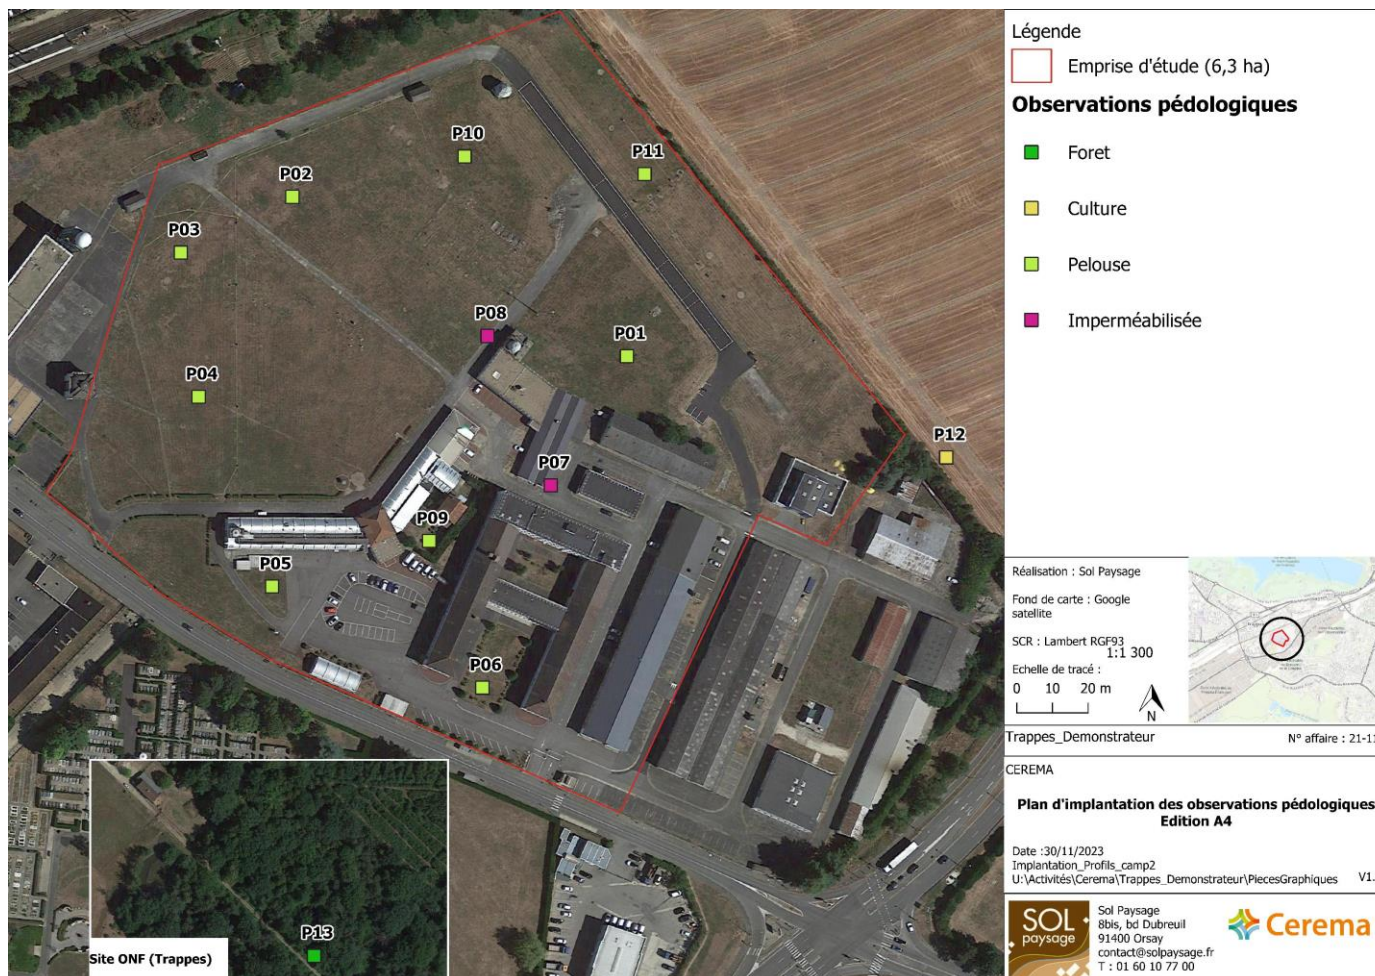 P10
P11
P02
P03
P08
P01
P04
P12
P07
P09
P05
P06
P13
Site ONF (Trappes)
Légende
Emprise d'étude (6,3 ha)
Observations pédologiques
Foret
Culture
Pelouse
Imperméabilisée
Réalisation : Sol Paysage
Fond de carte : Google
satellite
SCR : Lambert RGF93
1:1 300
Echelle de tracé :
0 10 20 m
N
Trappes_Demonstrateur N° affaire : 21-11
CEREMA
Plan d'implantation des observations pédologiques
Edition A4
Date :30/11/2023
Implantation_Profils_camp2
U:\Activités\Cerema\Trappes_Demonstrateur\PiecesGraphiques V1.
SOL
paysage
Sol Paysage
8bis, bd Dubreuil
91400 Orsay
contact@solpaysage.fr
T : 01 60 10 77 00
Cerema